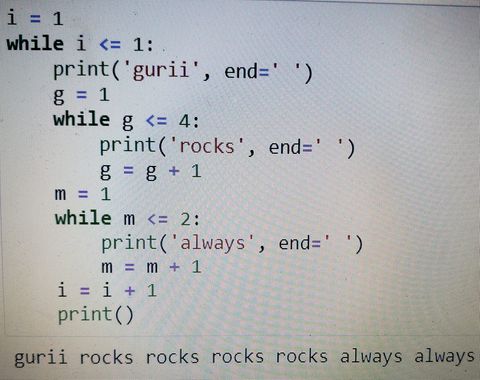 i = 1
while i <= 1:
    print('gurii', end=' ')
    g = 1
    while g <= 4:
        print('rocks', end=' ')
        g = g + 1
    m = 1
    while m <= 2:
        print('always', end=' ')
        m = m + 1
    i = i + 1
    print()
gurii rocks rocks rocks rocks always always